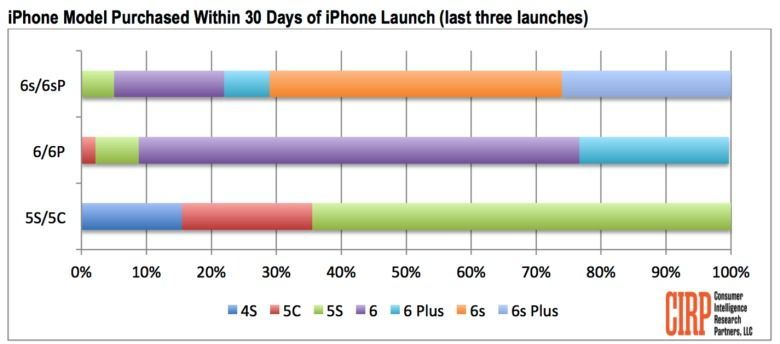 iPhone Model Purchased Within 30 Days of iPhone Launch (last three launches)
6s/6sP
6/6P
5S/5C
0% 10% 20% 30% 40% 50% 60% 70% 80% 90% 100%
4S 5C 5S 6 6 Plus 6s 6s Plus
CIRP
Consumer
Intelligence
Research
Partners, LLC